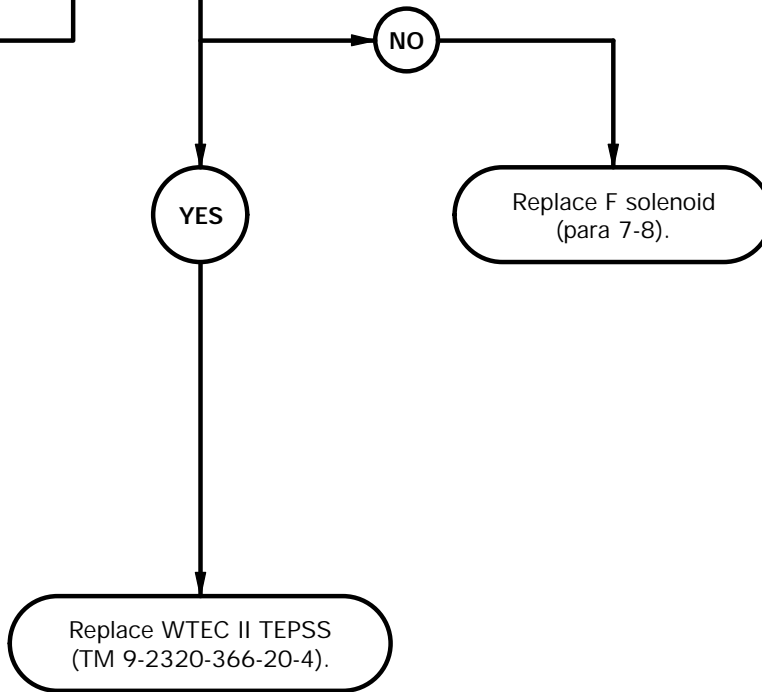 NO
YES
Replace F solenoid
(para 7-8).
Replace WTEC II TEPSS
(TM 9-2320-366-20-4).